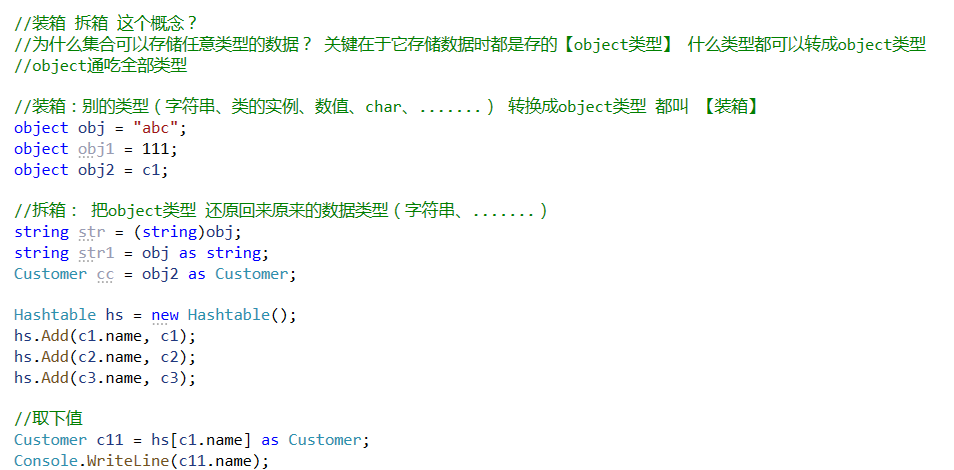 //装箱 拆箱 这个概念？
//为什么集合可以存储任意类型的数据？ 关键在于它存储数据时都是存的【object类型】 什么类型都可以转成object类型
//object通吃全部类型
//装箱：别的类型（字符串、类的实例、数值、char、.......） 转换成object类型 都叫 【装箱】
object obj = "abc";
object obj1 = 111;
object obj2 = c1;
//拆箱： 把object类型 还原回来原来的数据类型（字符串、.......）
string str = (string)obj;
string str1 = obj as string;
Customer cc = obj2 as Customer;
Hashtable hs = new Hashtable();
hs.Add(c1.name, c1);
hs.Add(c2.name, c2);
hs.Add(c3.name, c3);
//取下值
Customer c11 = hs[c1.name] as Customer;
Console.WriteLine(c11.name);